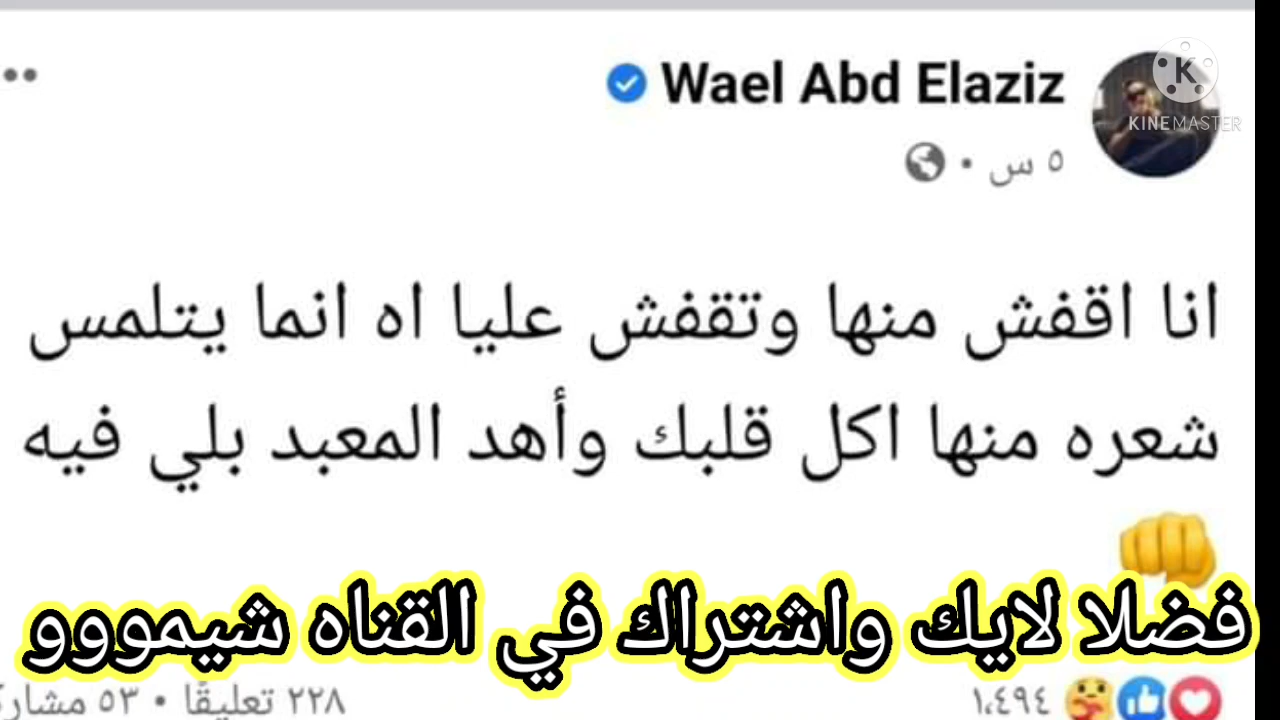 Wael Abd Elaziz
KINEMASTER
٥ س
انا اقفش منها وتقفش عليا اه انما يتلمس
شعره منها اكل قلبك وأهد المعبد بلي فيه
فضلا لايك واشتراك في القناه شيمووو
١،٤٩٤
٢٢٨ تعليقًا • ٥٣ مشارك